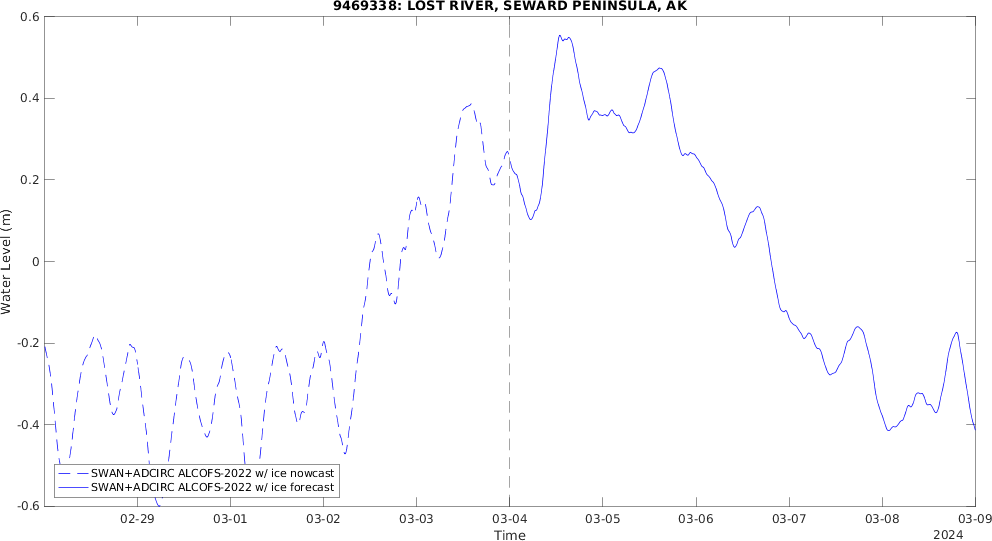 9469338: LOST RIVER, SEWARD PENINSULA, AK
0.6
0.4
0.2
0
-0.2
-0.4
-0.6
Water Level (m)
SWAN+ADCIRC ALCOFS-2022 w/ ice nowcast
SWAN+ADCIRC ALCOFS-2022 w/ ice forecast
02-29 03-01 03-02 03-03 03-04 03-05 03-06 03-07 03-08 03-09
Time
2024